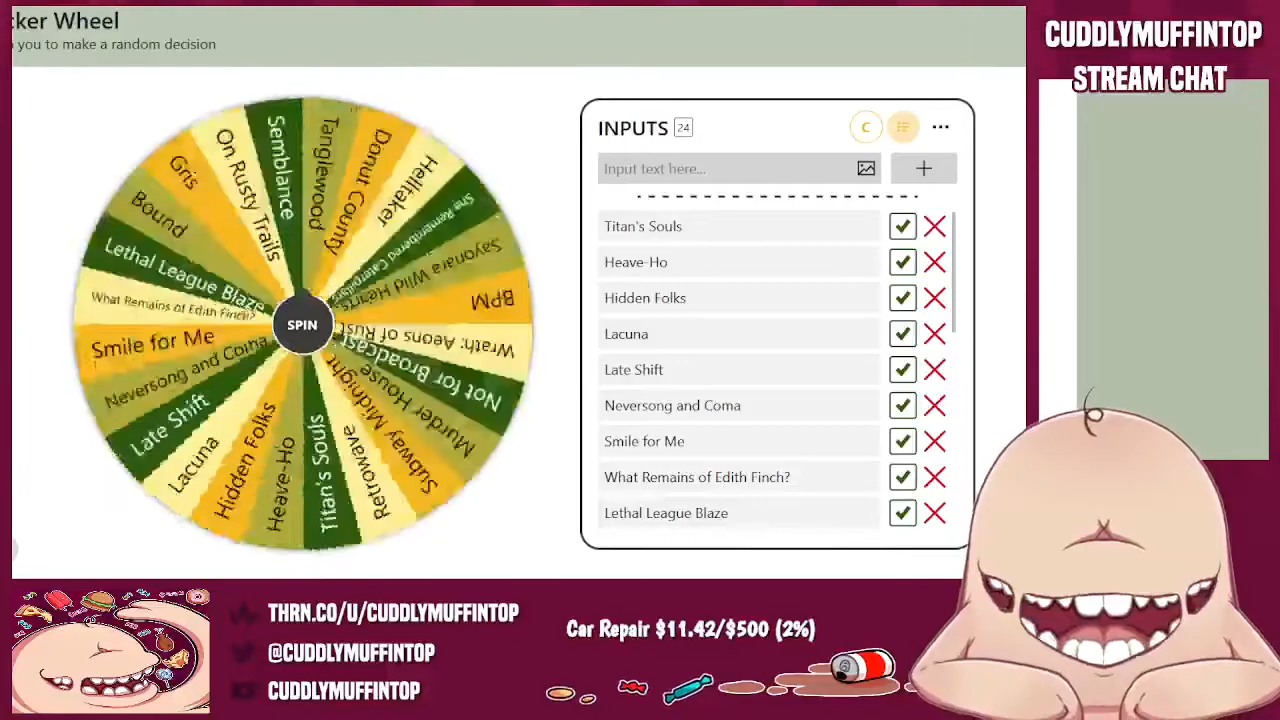 cker Wheel
you to make a random decision
CUDDLYMUFFINTOP
STREAM CHAT
INPUTS 24
C
Input text here...
Titan's Souls
Heave-Ho
Hidden Folks
Lacuna
Late Shift
Neversong and Coma
Smile for Me
What Remains of Edith Finch?
Lethal League Blaze
SPIN
Semblance
Tanglewood
Donut County
Helltaker
She Remembered Caterpillars
Sayonara Wild Hearts
BPM
Wrath: Aeons of Rust
Not for Broadcast
Murder House
Subway Midnight
Retrowave
Titan's Souls
Heave-Ho
Hidden Folks
Lacuna
Late Shift
Neversong and Coma
Smile for Me
What Remains of Edith Finch?
Lethal League Blaze
Bound
Gris
On Rusty Trails
THRN.CO/U/CUDDLYMUFFINTOP
@CUDDLYMUFFINTOP
CUDDLYMUFFINTOP
Car Repair $11.42/$500 (2%)